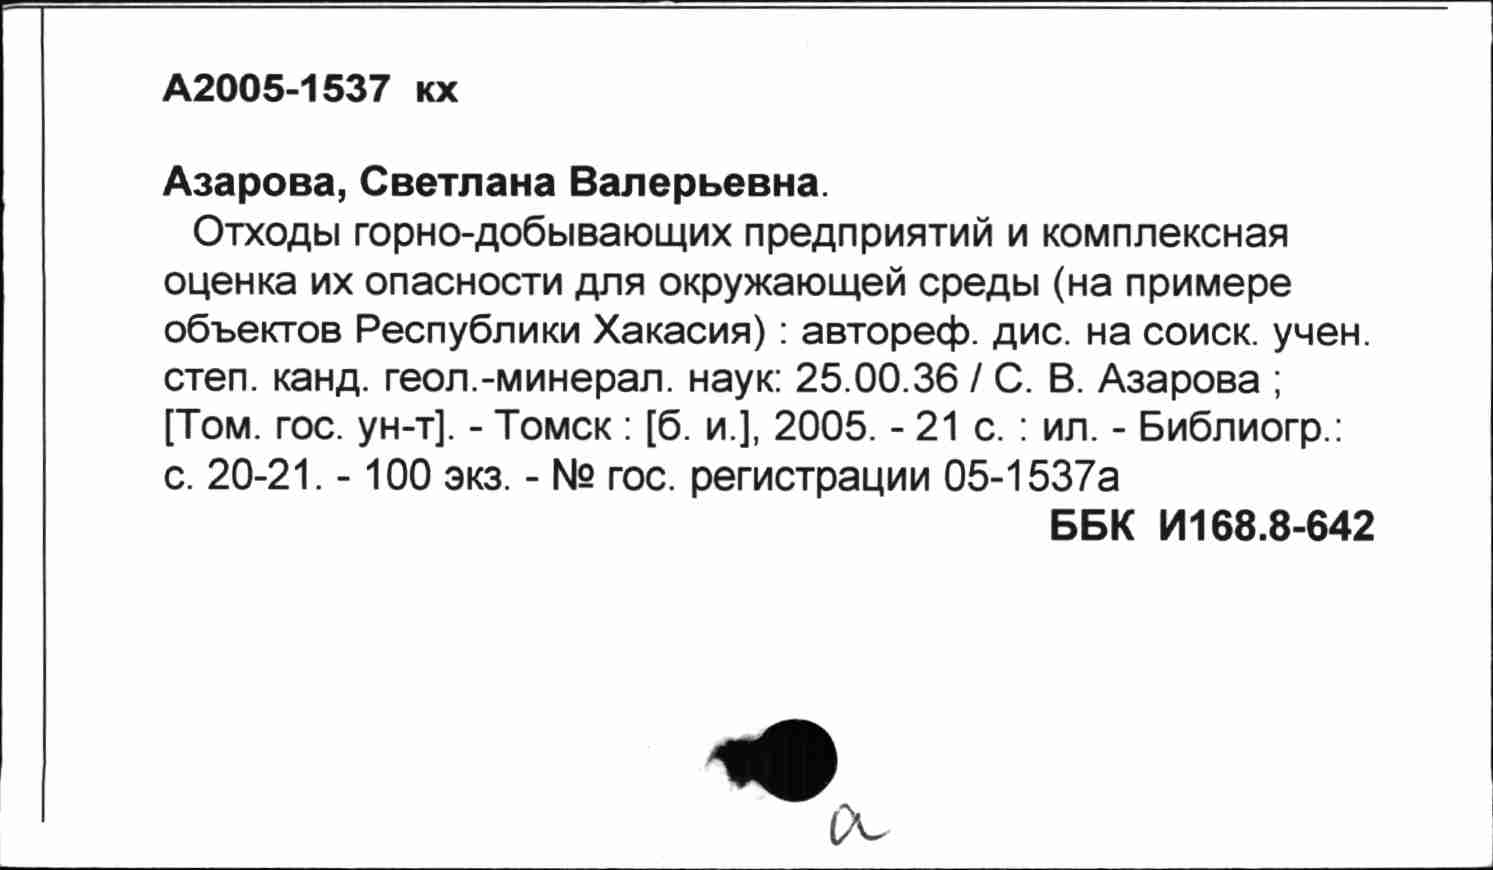 А2005-1537 кх
Азарова, Светлана Валерьевна.
Отходы горно-добывающих предприятий и комплексная
оценка их опасности для окружающей среды (на примере
объектов Республики Хакасия) : автореф. дис. на соиск. учен.
степ. канд. геол.-минерал. наук: 25.00.36 / С. В. Азарова ;
[Том. гос. ун-т]. - Томск : [б. и.], 2005. - 21 с. : ил. - Библиогр.:
с. 20-21. - 100 экз. - № гос. регистрации 05-1537а
ББК И168.8-642
а